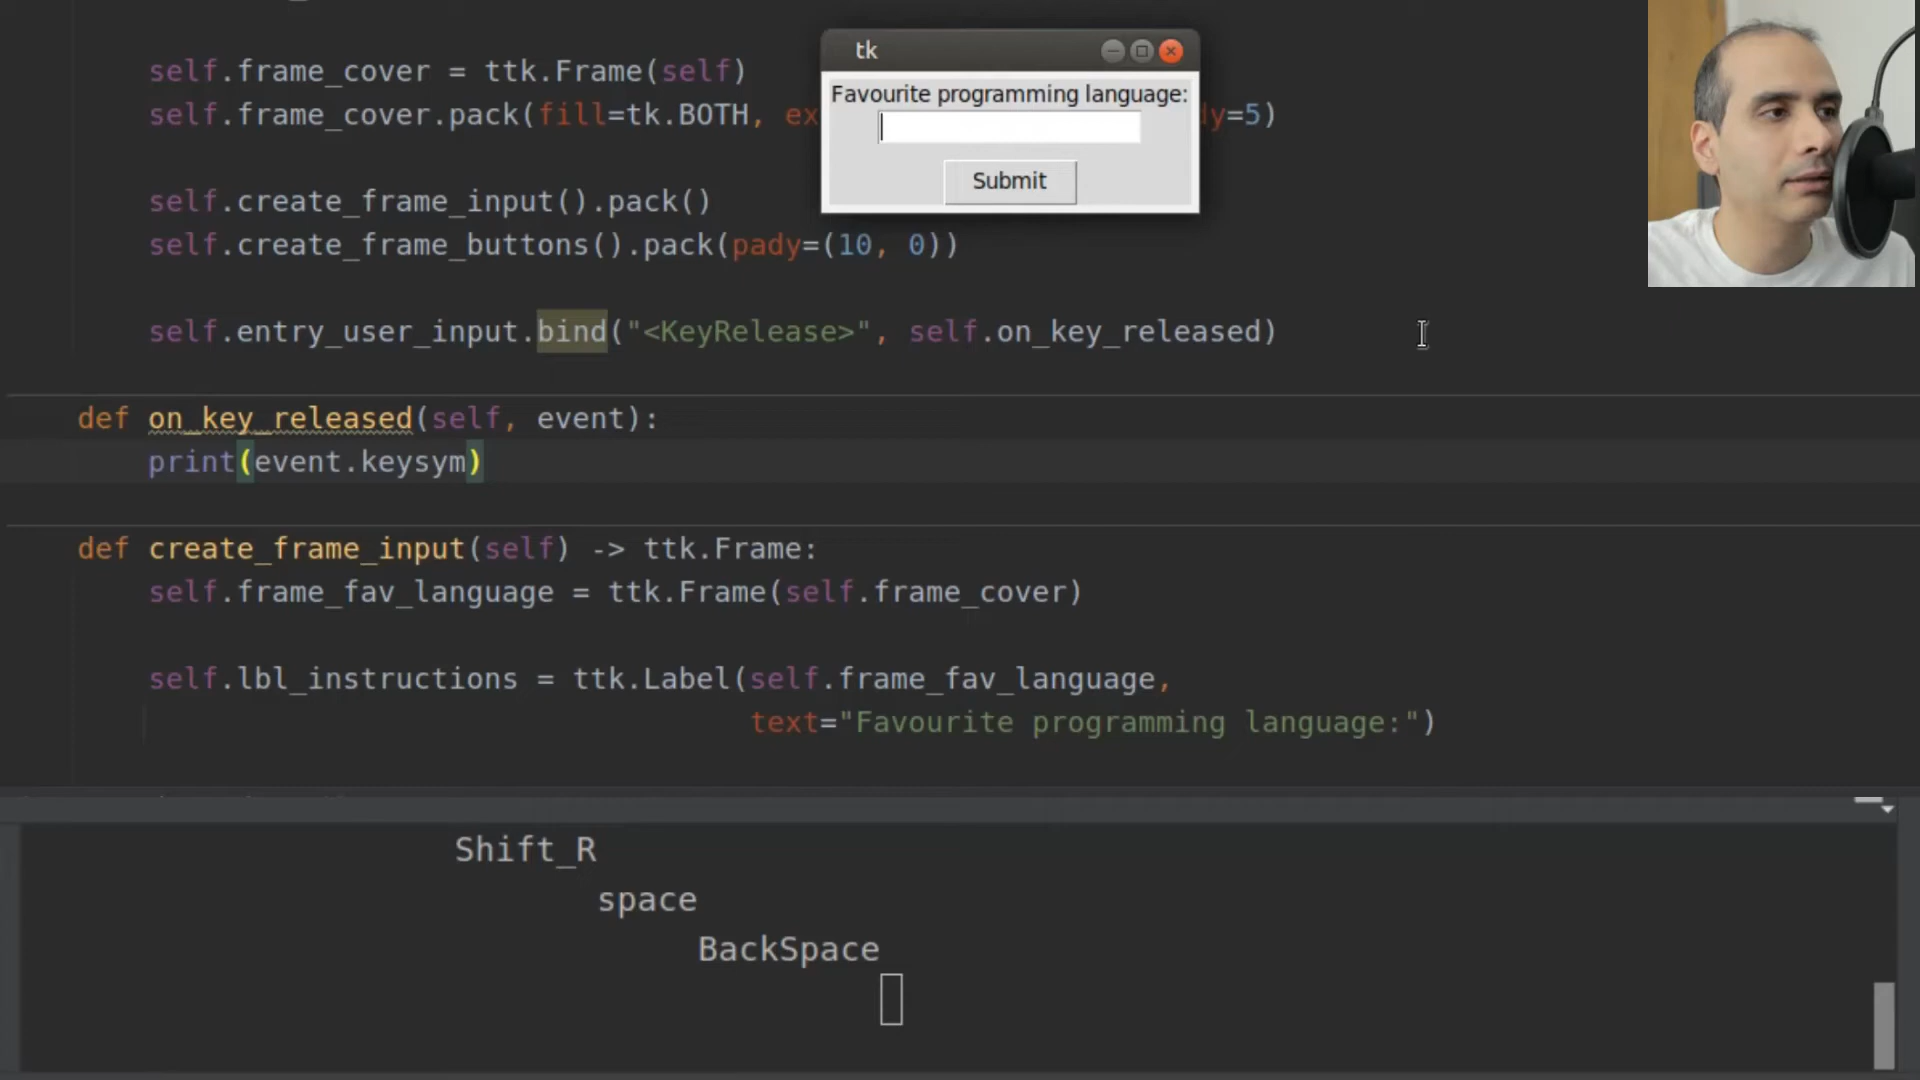 tk
Favourite programming language:
Submit
self.frame_cover = ttk.Frame(self)
self.frame_cover.pack(fill=tk.BOTH, ex
dy=5)
self.create_frame_input().pack()
self.create_frame_buttons().pack(pady=(10, 0))
self.entry_user_input.bind("<KeyRelease>", self.on_key_released)
def on_key_released(self, event):
print(event.keysym)
def create_frame_input(self) -> ttk.Frame:
self.frame_fav_language = ttk.Frame(self.frame_cover)
self.lbl_instructions = ttk.Label(self.frame_fav_language,
text="Favourite programming language:")
Shift_R
space
BackSpace